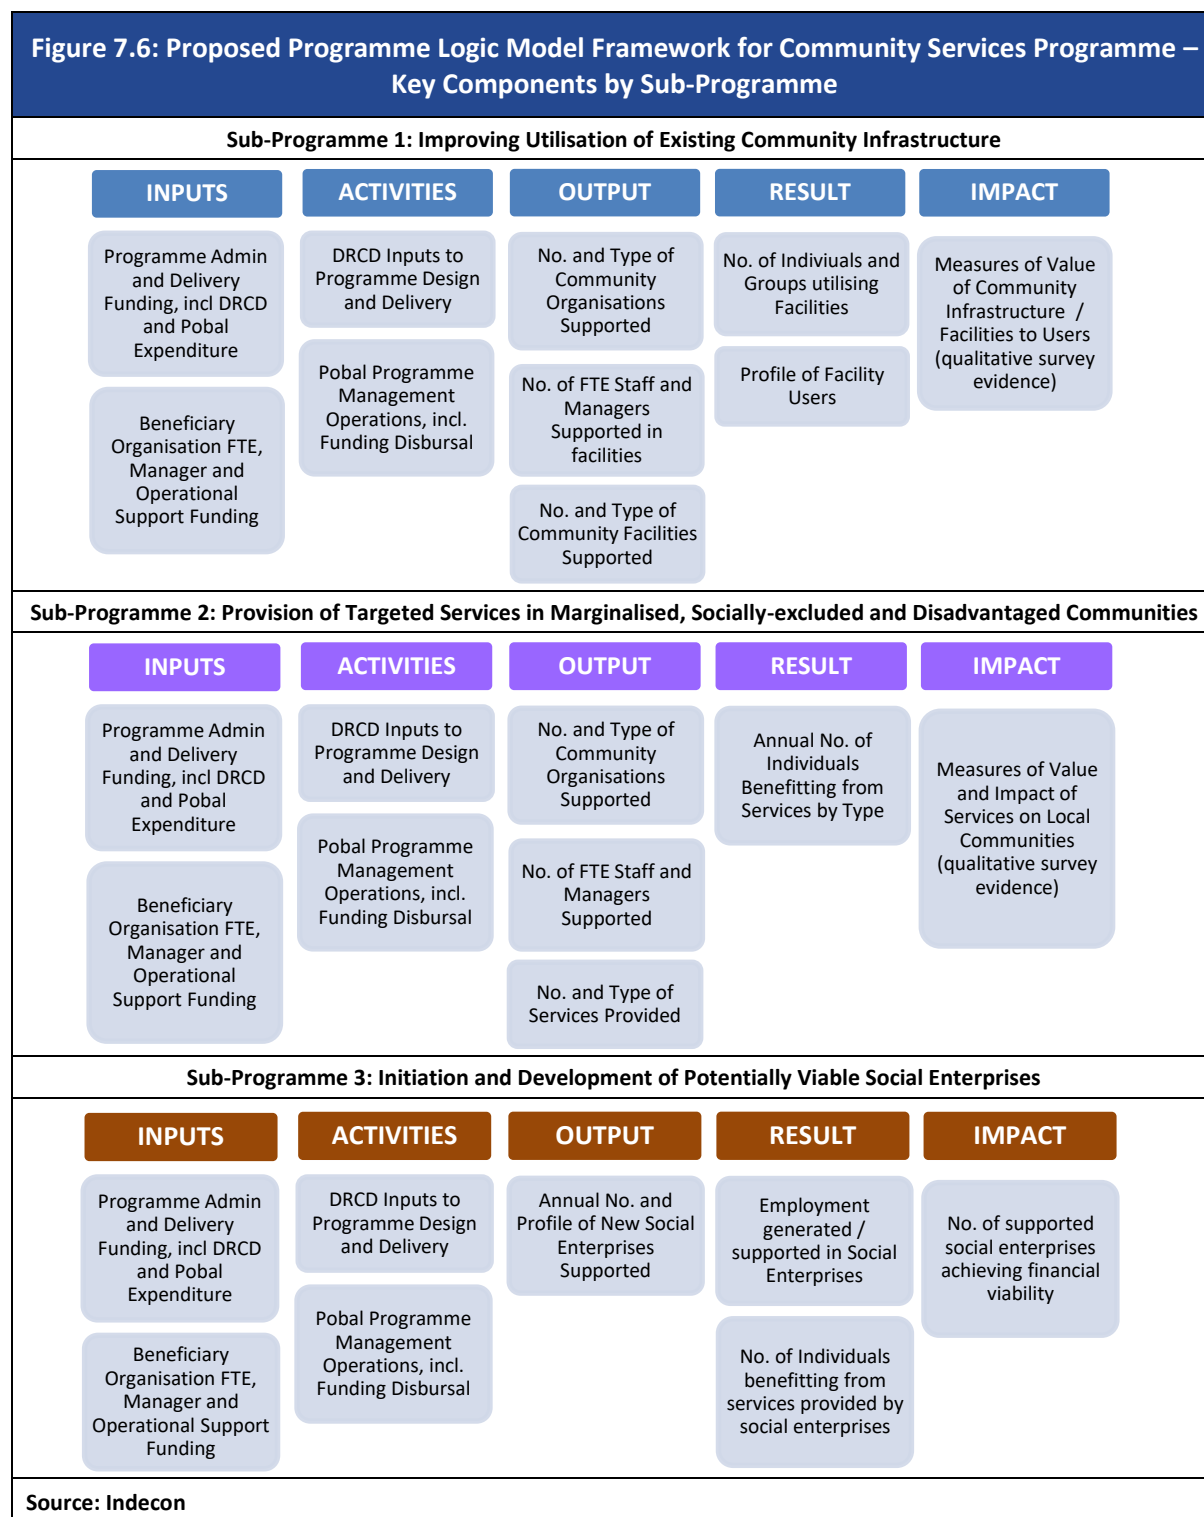 Figure 7.6: Proposed Programme Logic Model Framework for Community Services Programme –
Key Components by Sub-Programme
Sub-Programme 1: Improving Utilisation of Existing Community Infrastructure
INPUTS
Programme Admin
and Delivery
Funding, incl DRCD
and Pobal
Expenditure
Beneficiary
Organisation FTE,
Manager and
Operational
Support Funding
ACTIVITIES
DRCD Inputs to
Programme Design
and Delivery
Pobal Programme
Management
Operations, incl.
Funding Disbursal
OUTPUT
No. and Type of
Community
Organisations
Supported
No. of FTE Staff and
Managers
Supported in
facilities
No. and Type of
Community Facilities
Supported
RESULT
No. of Indiviuals and
Groups utilising
Facilities
Profile of Facility
Users
IMPACT
Measures of Value
of Community
Infrastructure /
Facilities to Users
(qualitative survey
evidence)
Sub-Programme 2: Provision of Targeted Services in Marginalised, Socially-excluded and Disadvantaged Communities
INPUTS
Programme Admin
and Delivery
Funding, incl DRCD
and Pobal
Expenditure
Beneficiary
Organisation FTE,
Manager and
Operational
Support Funding
ACTIVITIES
DRCD Inputs to
Programme Design
and Delivery
Pobal Programme
Management
Operations, incl.
Funding Disbursal
OUTPUT
No. and Type of
Community
Organisations
Supported
No. of FTE Staff and
Managers
Supported
No. and Type of
Services Provided
RESULT
Annual No. of
Individuals
Benefitting from
Services by Type
IMPACT
Measures of Value
and Impact of
Services on Local
Communities
(qualitative survey
evidence)
Sub-Programme 3: Initiation and Development of Potentially Viable Social Enterprises
INPUTS
Programme Admin
and Delivery
Funding, incl DRCD
and Pobal
Expenditure
Beneficiary
Organisation FTE,
Manager and
Operational Support
Funding
ACTIVITIES
DRCD Inputs to
Programme Design
and Delivery
Pobal Programme
Management
Operations, incl.
Funding Disbursal
OUTPUT
Annual No. and
Profile of New Social
Enterprises
Supported
RESULT
Employment
generated /
supported in Social
Enterprises
No. of Individuals
benefitting from
services provided by
social enterprises
IMPACT
No. of supported
social enterprises
achieving financial
viability
Source: Indecon